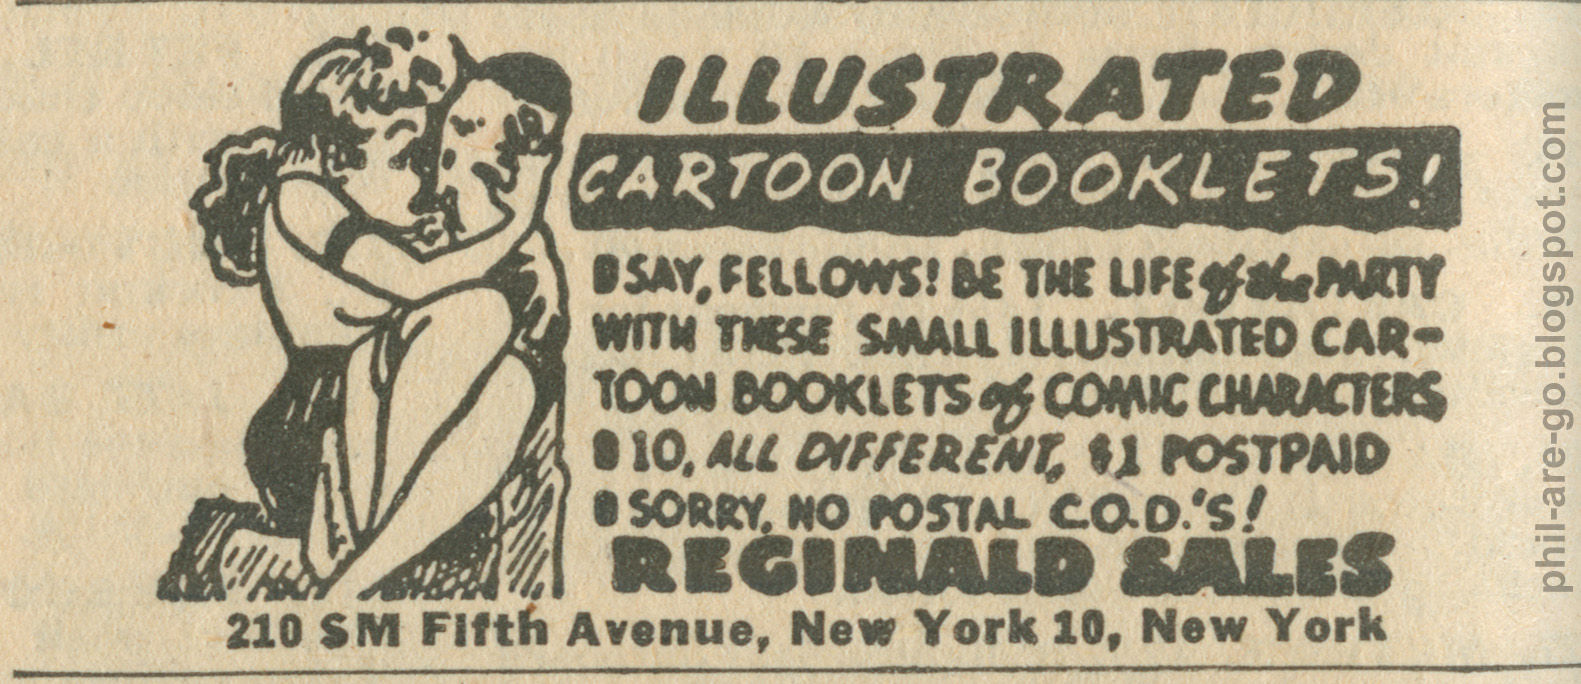 ILLUSTRATED
CARTOON BOOKLETS!
SAY, FELLOWS! BE THE LIFE of the PARTY
WITH THESE SMALL ILLUSTRATED CAR-
TOON BOOKLETS of COMIC CHARACTERS
10, ALL DIFFERENT, $1 POSTPAID
SORRY, NO POSTAL C.O.D.'S!
REGINALD SALES
210 SM Fifth Avenue, New York 10, New York
phil-are-go.blogspot.com